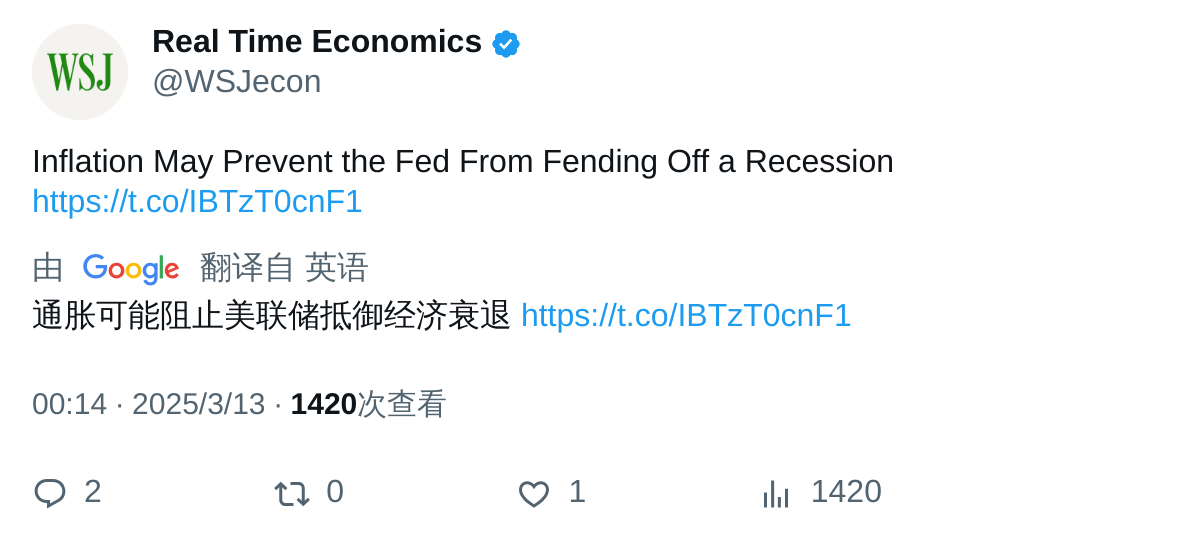 WSJ
Real Time Economics
@WSJecon
Inflation May Prevent the Fed From Fending Off a Recession
https://t.co/IBTzT0cnF1
由 Google 翻译自 英语
通胀可能阻止美联储抵御经济衰退 https://t.co/IBTzT0cnF1
00:14 · 2025/3/13 · 1420次查看
2 0 1 1420